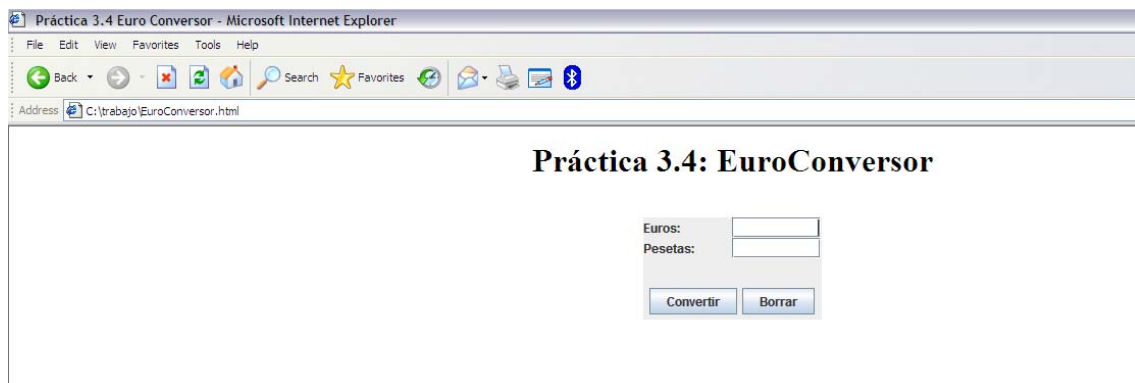 Práctica 3.4 Euro Conversor - Microsoft Internet Explorer
File Edit View Favorites Tools Help
Back Search Favorites
Address C:\trabajo\EuroConversor.html
Práctica 3.4: EuroConversor
Euros:
Pesetas:
Convertir Borrar